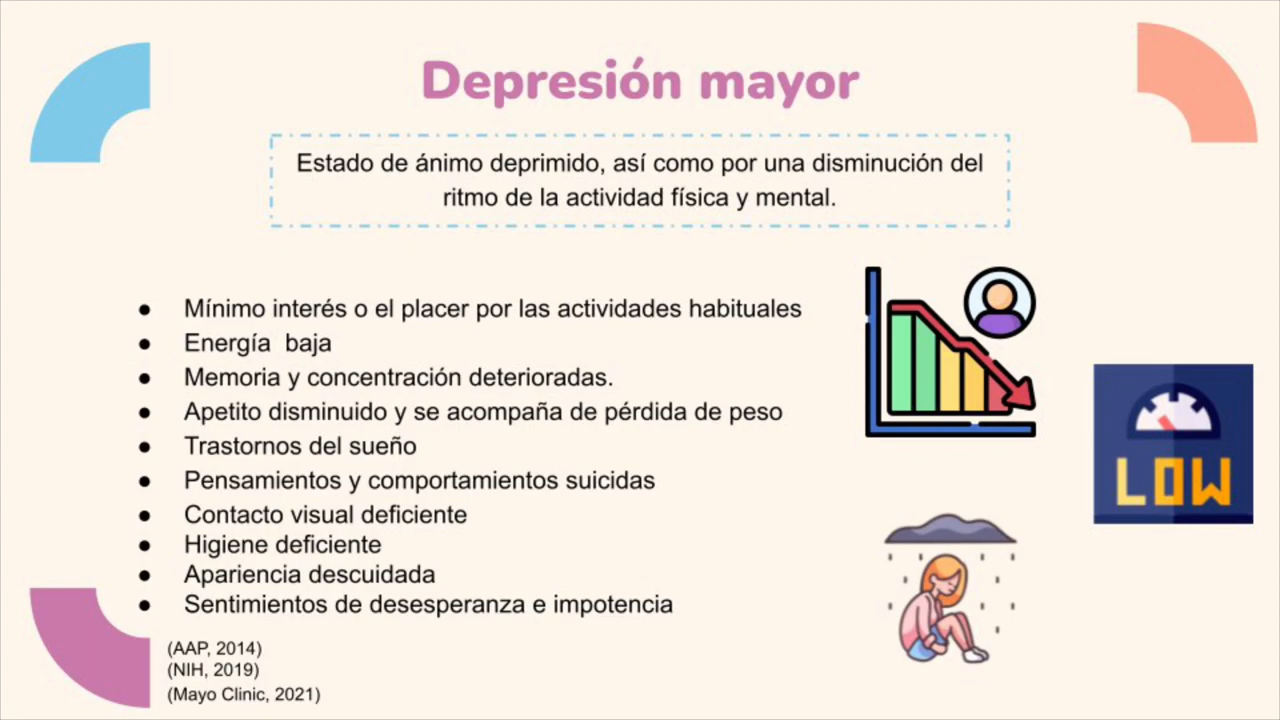 Depresión mayor
Estado de ánimo deprimido, así como por una disminución del
ritmo de la actividad física y mental.
● Mínimo interés o el placer por las actividades habituales
● Energía  baja
● Memoria y concentración deterioradas.
● Apetito disminuido y se acompaña de pérdida de peso
● Trastornos del sueño
● Pensamientos y comportamientos suicidas
● Contacto visual deficiente
● Higiene deficiente
● Apariencia descuidada
● Sentimientos de desesperanza e impotencia
LOW
(AAP, 2014)
(NIH, 2019)
(Mayo Clinic, 2021)